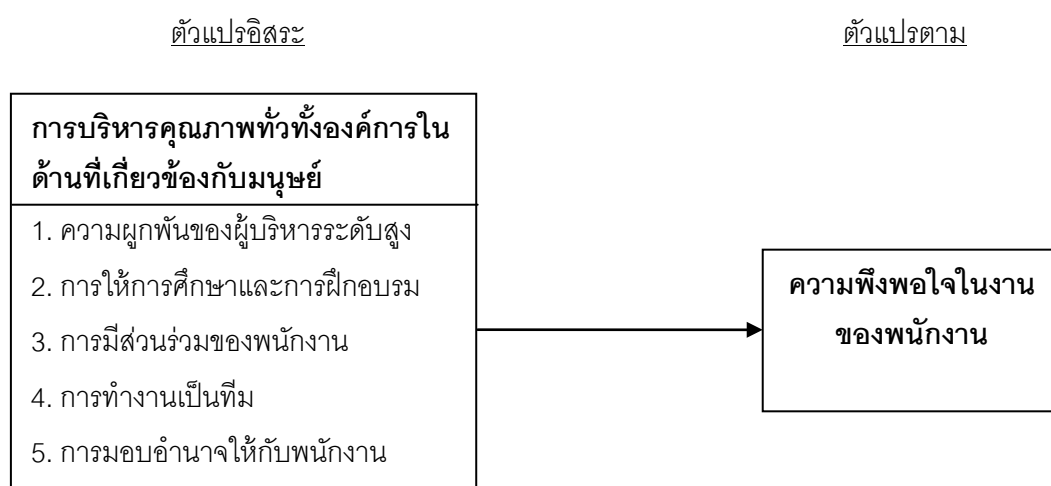 ตัวแปรอิสระ
ตัวแปรตาม
การบริหารคุณภาพทั่วทั้งองค์การใน
ด้านที่เกี่ยวข้องกับมนุษย์
1. ความผูกพันของผู้บริหารระดับสูง
2. การให้การศึกษาและการฝึกอบรม
3. การมีส่วนร่วมของพนักงาน
4. การทำงานเป็นทีม
5. การมอบอำนาจให้กับพนักงาน
ความพึงพอใจในงาน
ของพนักงาน